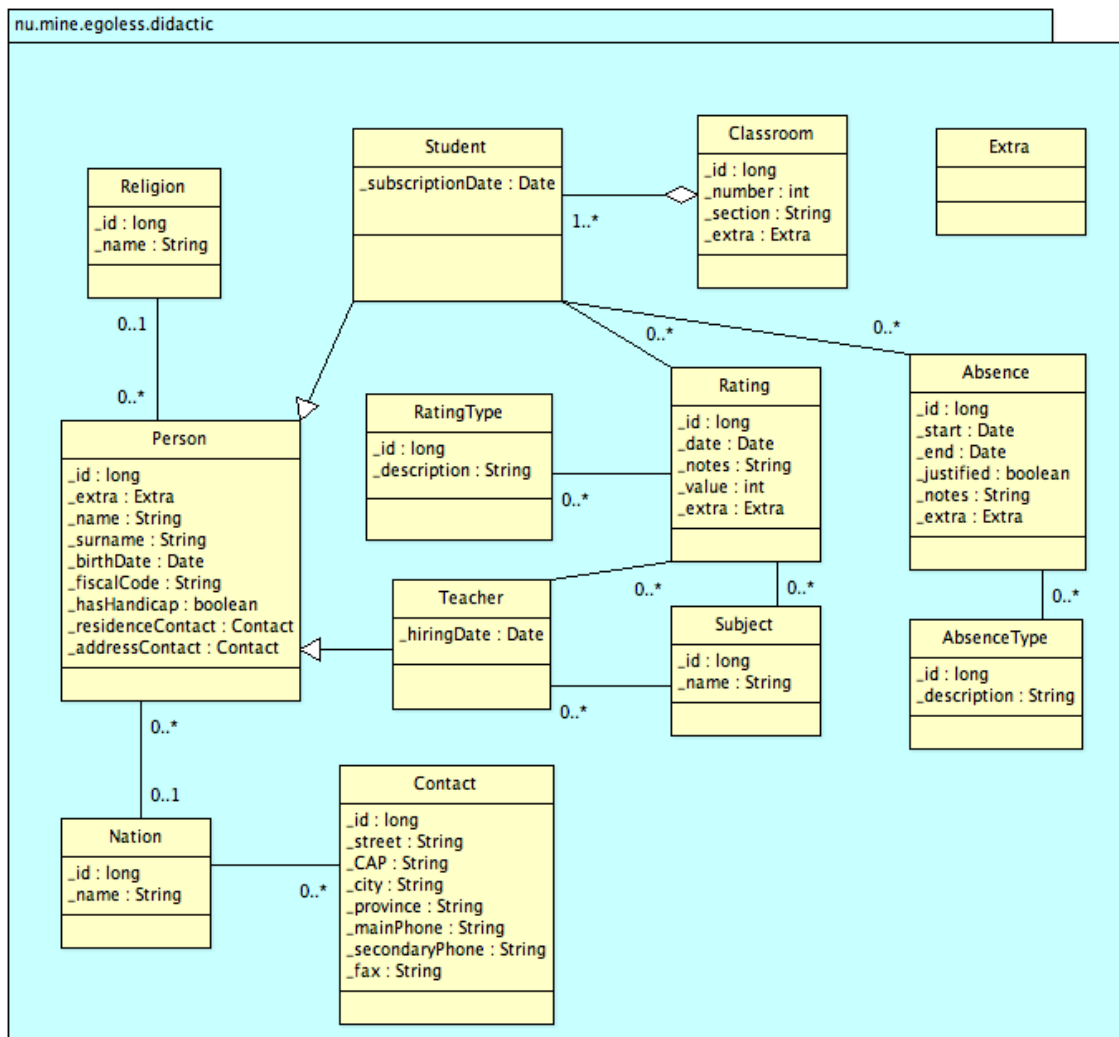 nu.mine.egoless.didactic
Student
_subscriptionDate : Date
1..*
Classroom
_id : long
_number : int
_section : String
_extra : Extra
Extra
Religion
_id : long
_name : String
0..1
0..*
0..*
0..*
Person
_id : long
_extra : Extra
_name : String
_surname : String
_birthDate : Date
_fiscalCode : String
_hasHandicap : boolean
_residenceContact : Contact
_addressContact : Contact
RatingType
_id : long
_description : String
0..*
Rating
_id : long
_date : Date
_notes : String
_value : int
_extra : Extra
Absence
_id : long
_start : Date
_end : Date
_justified : boolean
_notes : String
_extra : Extra
0..*
0..*
0..*
Teacher
_hiringDate : Date
0..*
Subject
_id : long
_name : String
AbsenceType
_id : long
_description : String
0..*
0..1
Nation
_id : long
_name : String
0..*
Contact
_id : long
_street : String
_CAP : String
_city : String
_province : String
_mainPhone : String
_secondaryPhone : String
_fax : String